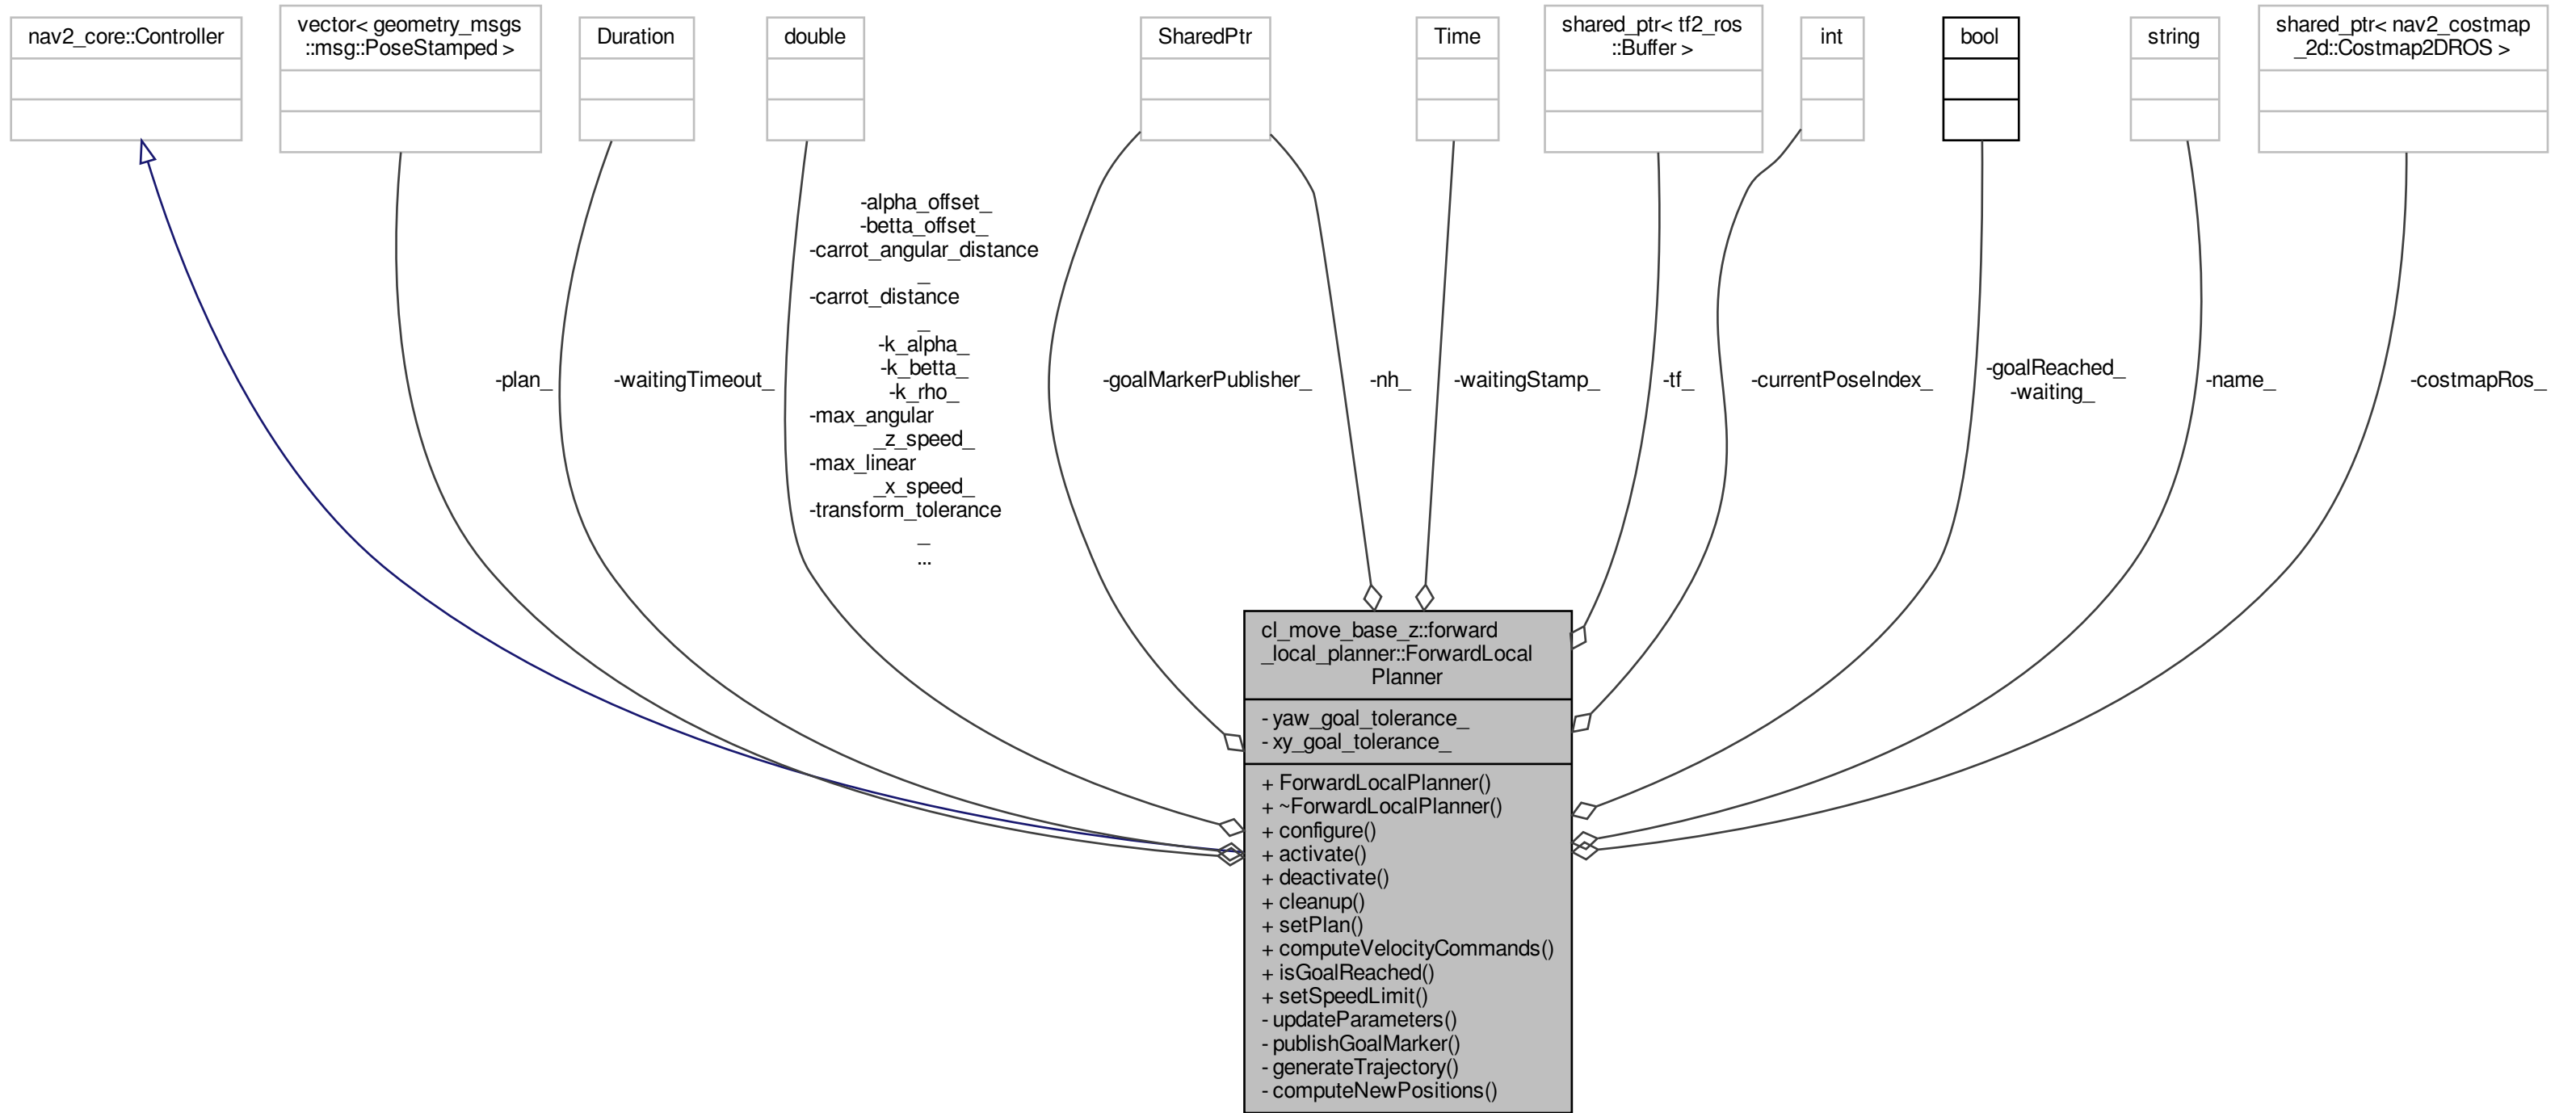 nav2_core::Controller
vector< geometry_msgs
::msg::PoseStamped >
Duration
double
SharedPtr
Time
shared_ptr< tf2_ros
::Buffer >
int
bool
string
shared_ptr< nav2_costmap
_2d::Costmap2DROS >
-plan_
-waitingTimeout_
-alpha_offset_
-betta_offset_
-carrot_angular_distance
_
-carrot_distance
_
-k_alpha_
-k_betta_
-k_rho_
-max_angular
_z_speed_
-max_linear
_x_speed_
-transform_tolerance
_
...
-goalMarkerPublisher_
-nh_
-waitingStamp_
-tf_
-currentPoseIndex_
-goalReached_
-waiting_
-name_
-costmapRos_
cl_move_base_z::forward
_local_planner::ForwardLocal
Planner
- yaw_goal_tolerance_
- xy_goal_tolerance_
+ ForwardLocalPlanner()
+ ~ForwardLocalPlanner()
+ configure()
+ activate()
+ deactivate()
+ cleanup()
+ setPlan()
+ computeVelocityCommands()
+ isGoalReached()
+ setSpeedLimit()
- updateParameters()
- publishGoalMarker()
- generateTrajectory()
- computeNewPositions()